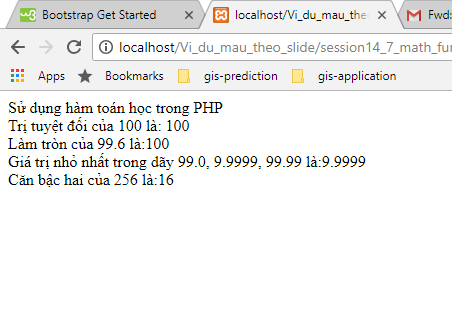 Bootstrap Get Started
localhost/Vi_du_mau_the
Fwd:
localhost/Vi_du_mau_theo_slide/session14_7_math_fu
Apps
Bookmarks
gis-prediction
gis-application
Sử dụng hàm toán học trong PHP
Trị tuyệt đối của 100 là: 100
Làm tròn của 99.6 là:100
Giá trị nhỏ nhất trong dãy 99.0, 9.9999, 99.99 là:9.9999
Căn bậc hai của 256 là:16